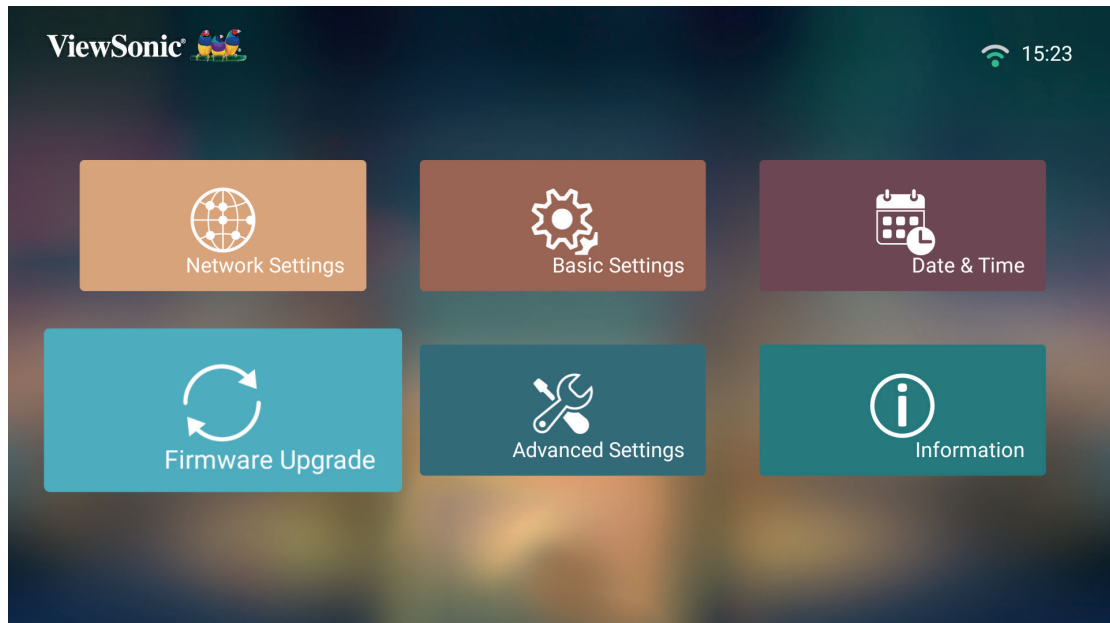 ViewSonic®
15:23
Network Settings
Basic Settings
Date & Time
Firmware Upgrade
Advanced Settings
Information